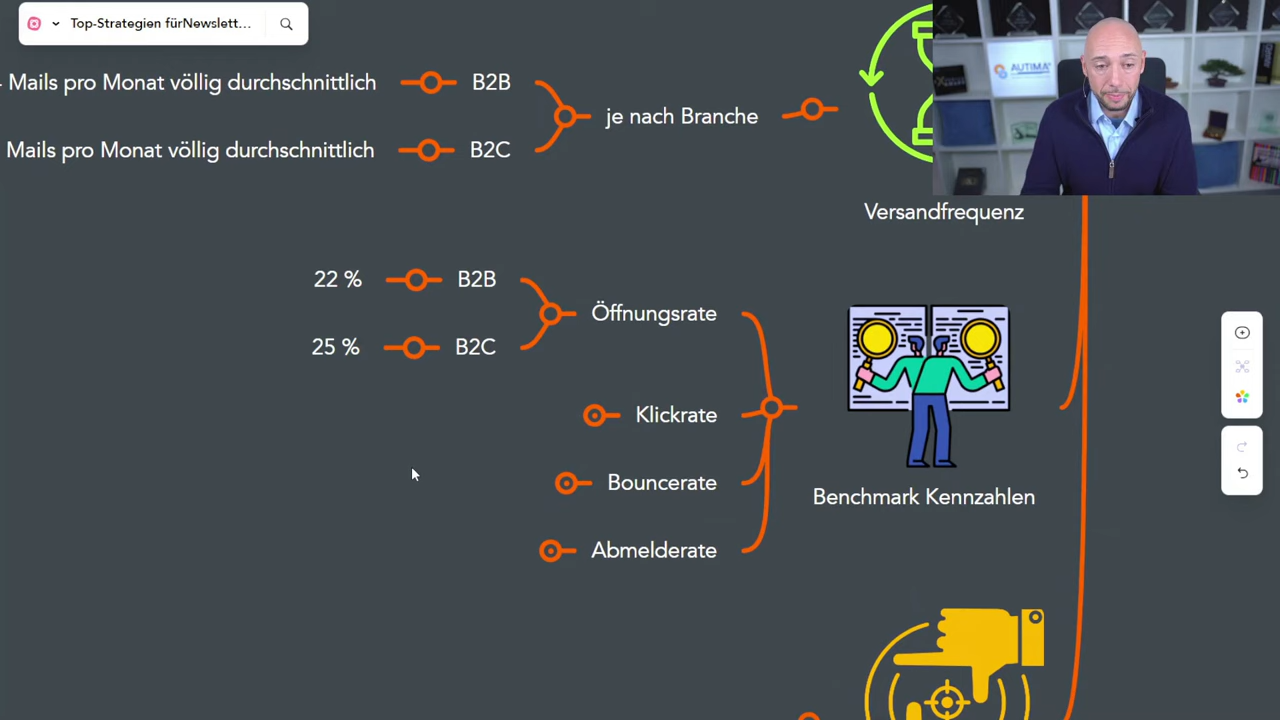 Top-Strategien fürNewslett...
Mails pro Monat völlig durchschnittlich
B2B
je nach Branche
Mails pro Monat völlig durchschnittlich
B2C
AUTIMA
Versandfrequenz
22 %
B2B
Öffnungsrate
25 %
B2C
Klickrate
Bouncerate
Abmelderate
Benchmark Kennzahlen